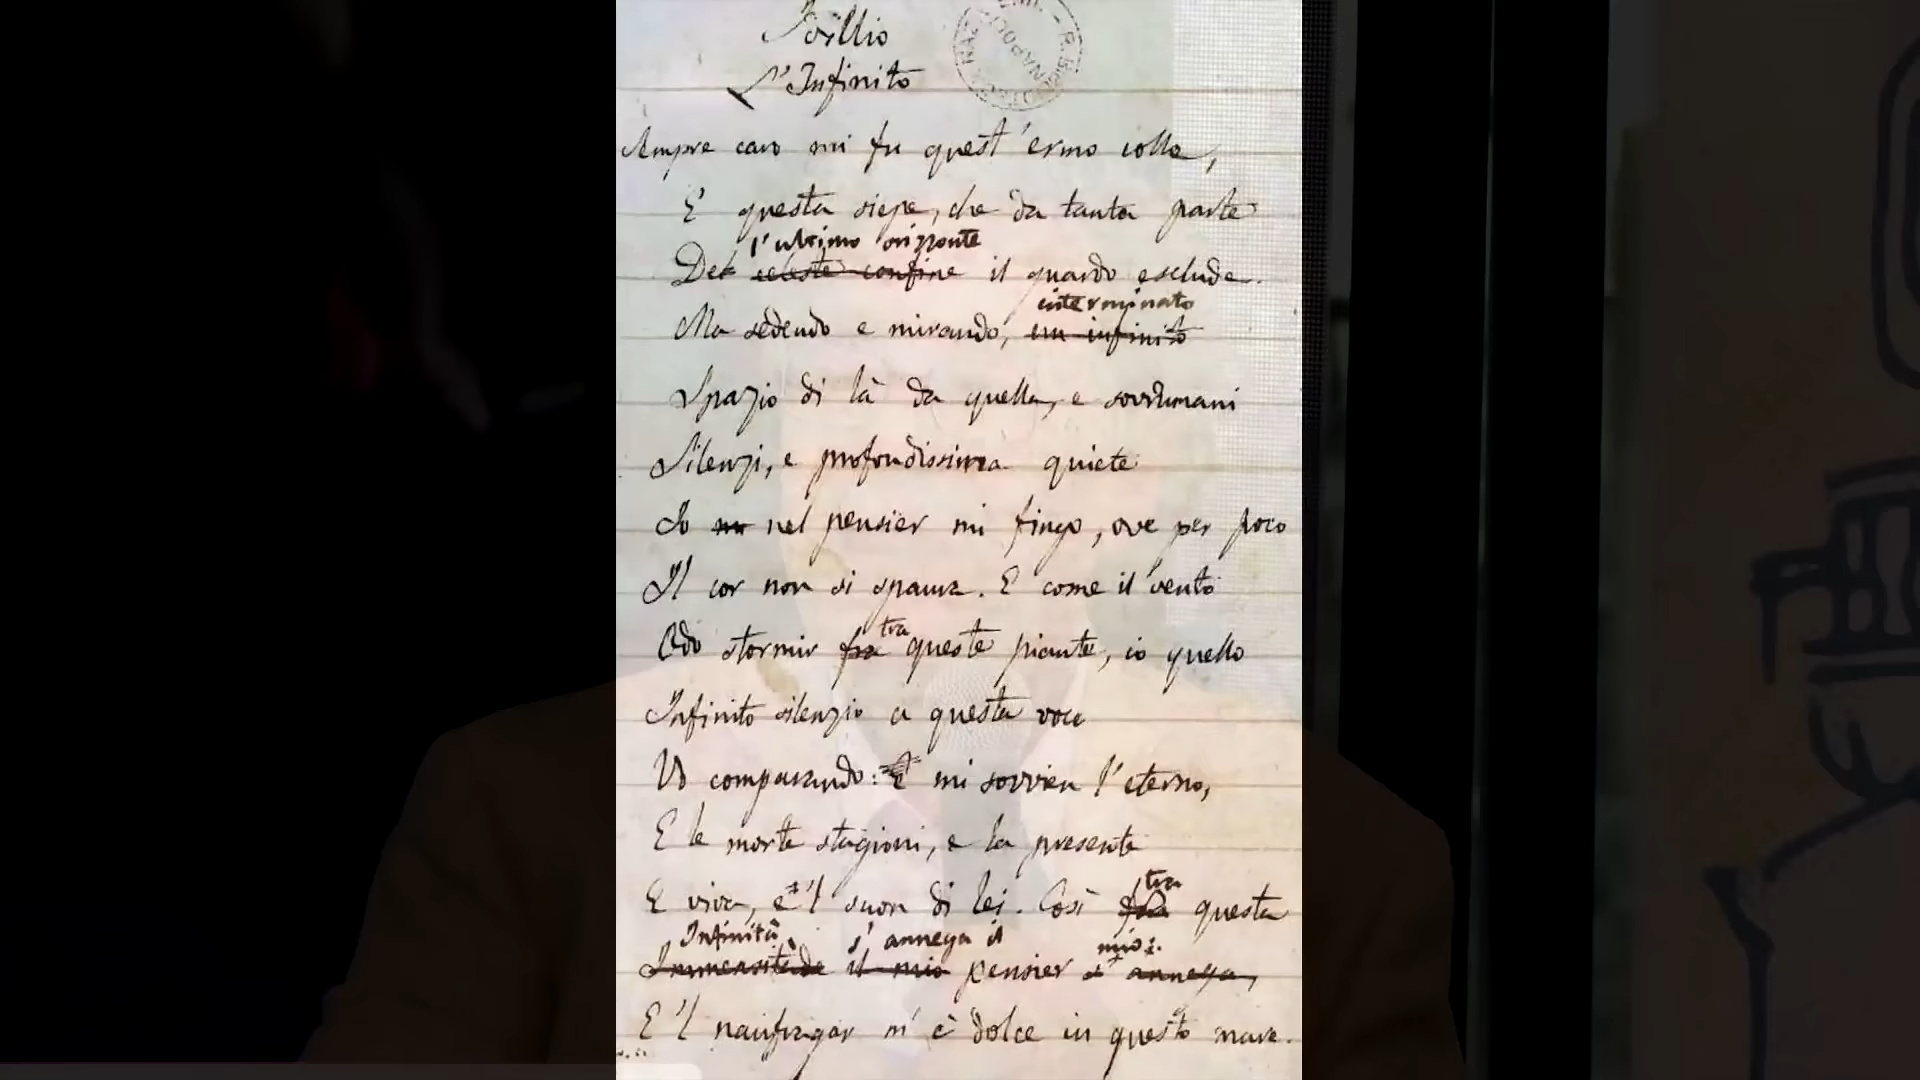 Idillio
L'Infinito
Sempre caro mi fu quest'ermo colle,
E questa siepe, che da tanta parte
l'ultimo orizzonte
Del celeste confine il guardo esclude.
interminato
Ma sedendo e mirando, un infinito
Spazio di là da quella, e sovrumani
Silenzi, e profondissima quiete
Io nel pensier mi fingo, ove per poco
Il cor non si spaura. E come il vento
tra
Odo stormir fra queste piante, io quello
Infinito silenzio a questa voce
Vo comparando: E mi sovvien l'eterno,
E le morte stagioni, e la presente
tra
E viva, e 'l suon di lei. Così fra questa
Infinità s'annega il mio:
Immensitade il mio pensier s'annega,
E 'l naufragar m'è dolce in questo mare.